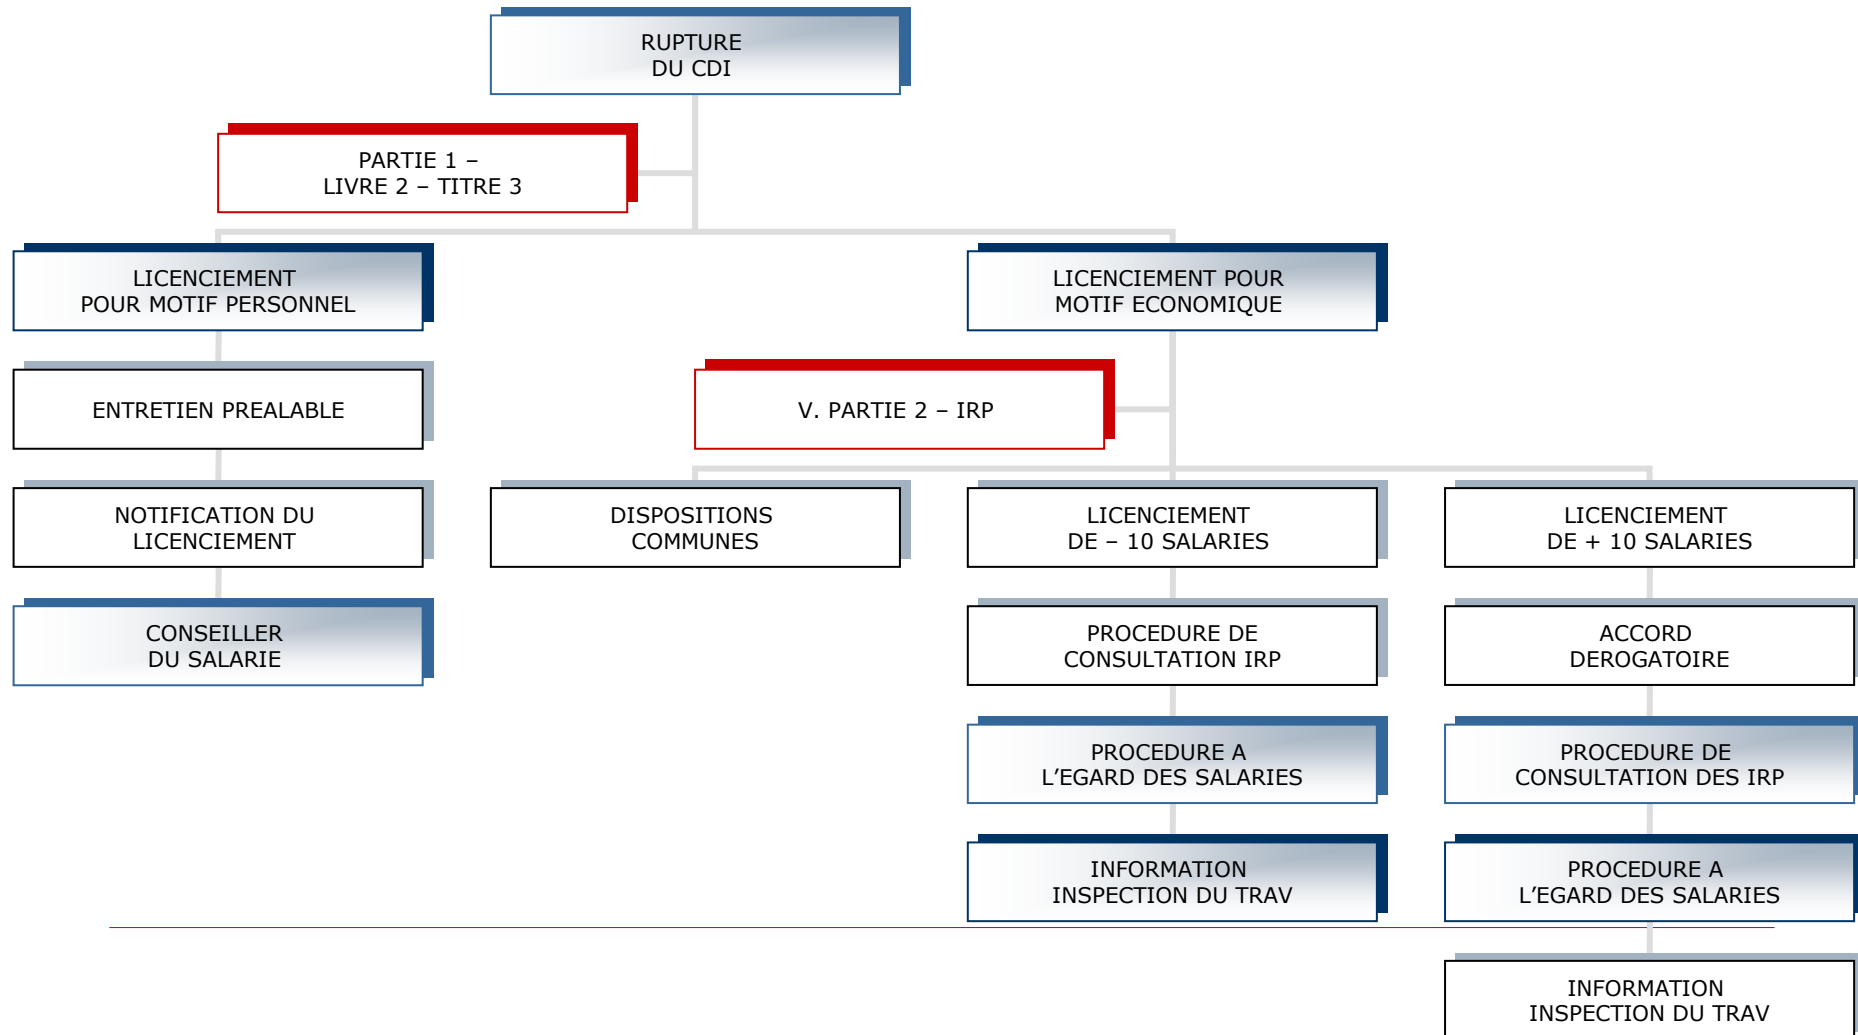 RUPTURE
DU CDI
PARTIE 1 –
LIVRE 2 – TITRE 3
LICENCIEMENT
POUR MOTIF PERSONNEL
LICENCIEMENT POUR
MOTIF ECONOMIQUE
ENTRETIEN PREALABLE
V. PARTIE 2 – IRP
NOTIFICATION DU
LICENCIEMENT
DISPOSITIONS
COMMUNES
LICENCIEMENT
DE – 10 SALARIES
LICENCIEMENT
DE + 10 SALARIES
CONSEILLER
DU SALARIE
PROCEDURE DE
CONSULTATION IRP
ACCORD
DEROGATOIRE
PROCEDURE A
L’EGARD DES SALARIES
PROCEDURE DE
CONSULTATION DES IRP
INFORMATION
INSPECTION DU TRAV
PROCEDURE A
L’EGARD DES SALARIES
INFORMATION
INSPECTION DU TRAV